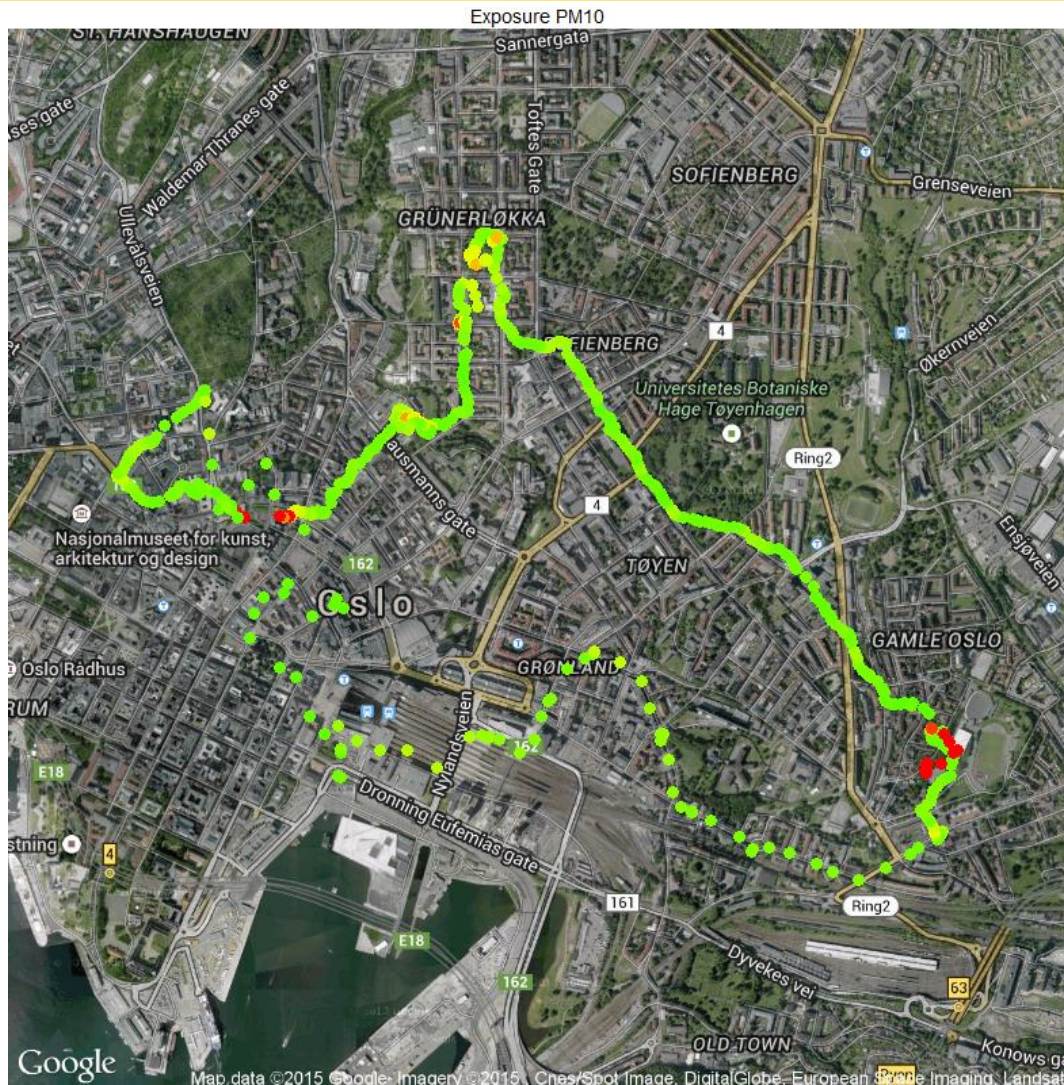 Exposure PM10
ST. HANSHAUGEN
Sannergata
ses gate
Waldemar Thranes gate
Toftes Gate
SOFIENBERG
Grenseveien
Ullevålsveien
GRÜNERLØKKA
4
Økernveien
Universitetes Botaniske
Hage Tøyenhagen
Ring2
ausmanns gate
4
Ensjøveien
Nasjonalmuseet for kunst,
arkitektur og design
162
TØYEN
Oslo
GAMLE OSLO
Oslo Rådhus
GRØNLAND
RUM
162
E18
Nylandsveien
Dronning Eufemias gate
stning
4
161
Ring2
E18
Dyvekes vei
162
63
OLD TOWN
Konows ga
Google
Map data ©2015 Google Imagery ©2015 , Cnes/Spot Image, DigitalGlobe, European Space Imaging, Landsa